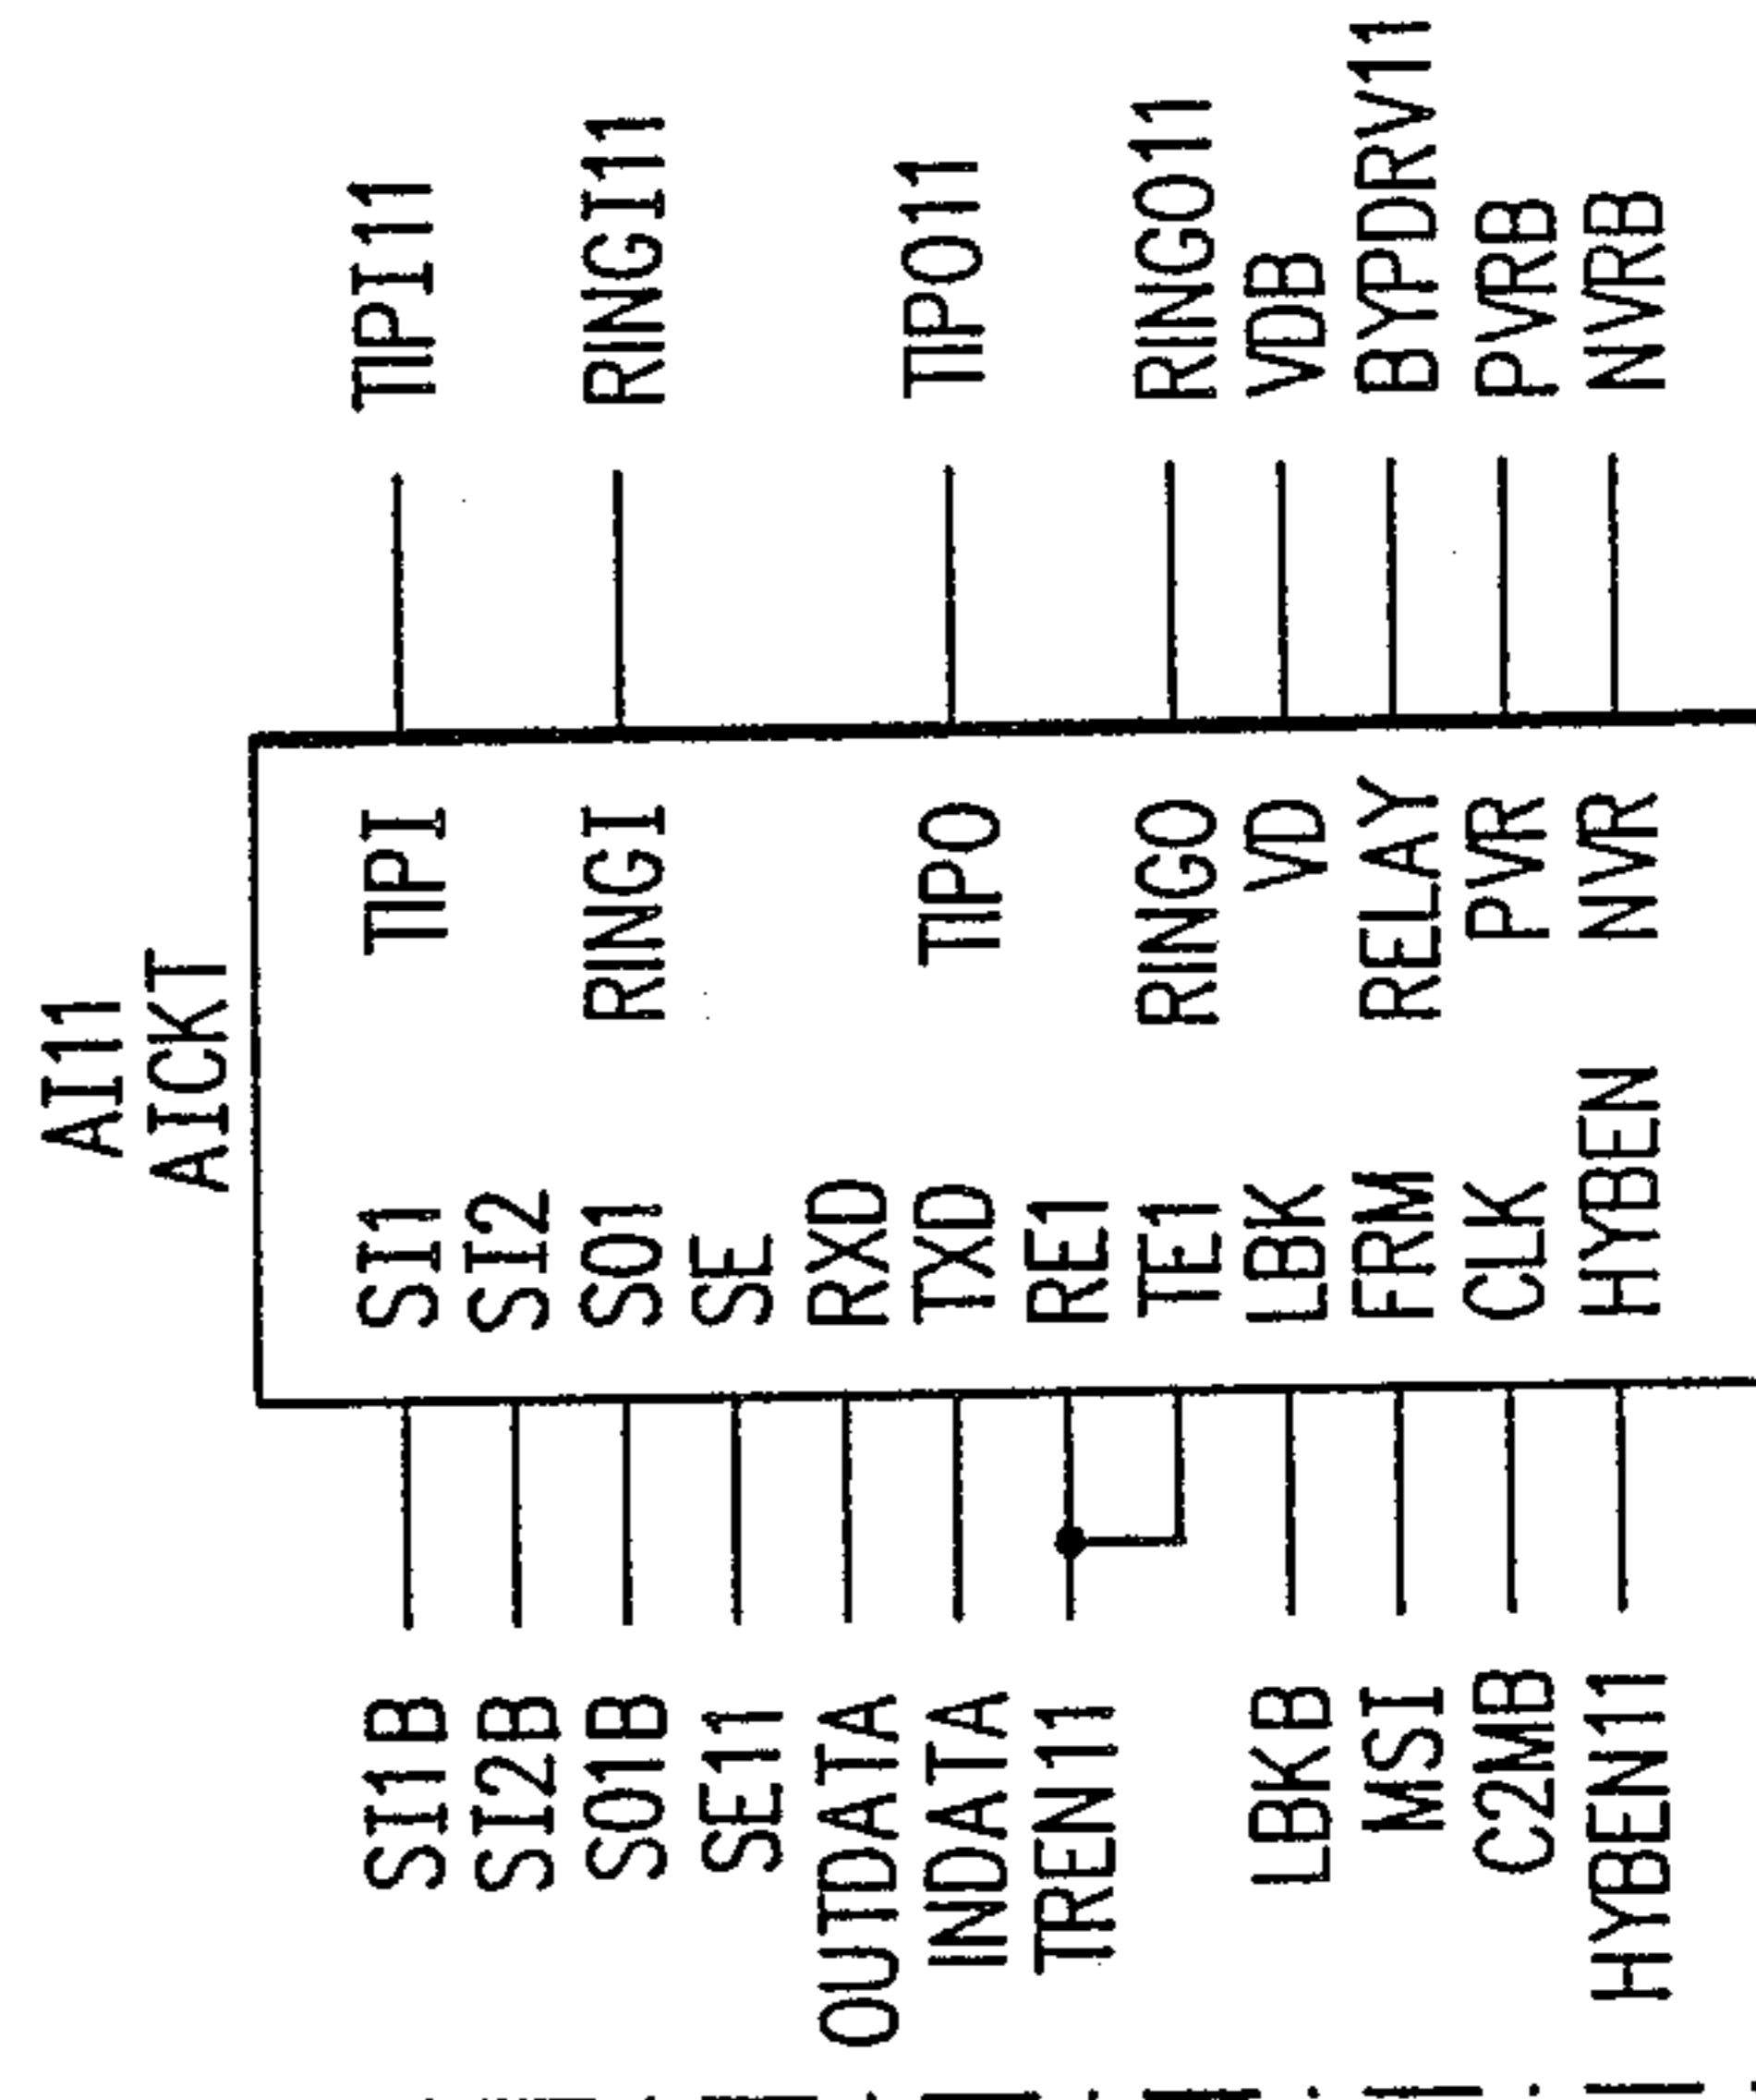 AI11
AICKT
SI1B SI1 TIPI TIPI11
SI2B SI2
SO1B SO1 RINGI RINGI11
SE11 SE
OUTDATA RXD
INDATA TXD TIPO TIPO11
TREN11 RE1
TE1 RINGO RINGO11
LBKB LBK VD VDB
MSI FRM RELAY BYPDRV11
C2MB CLK PVR PVRB
HYBEN11 HYBEN NVR NVRB